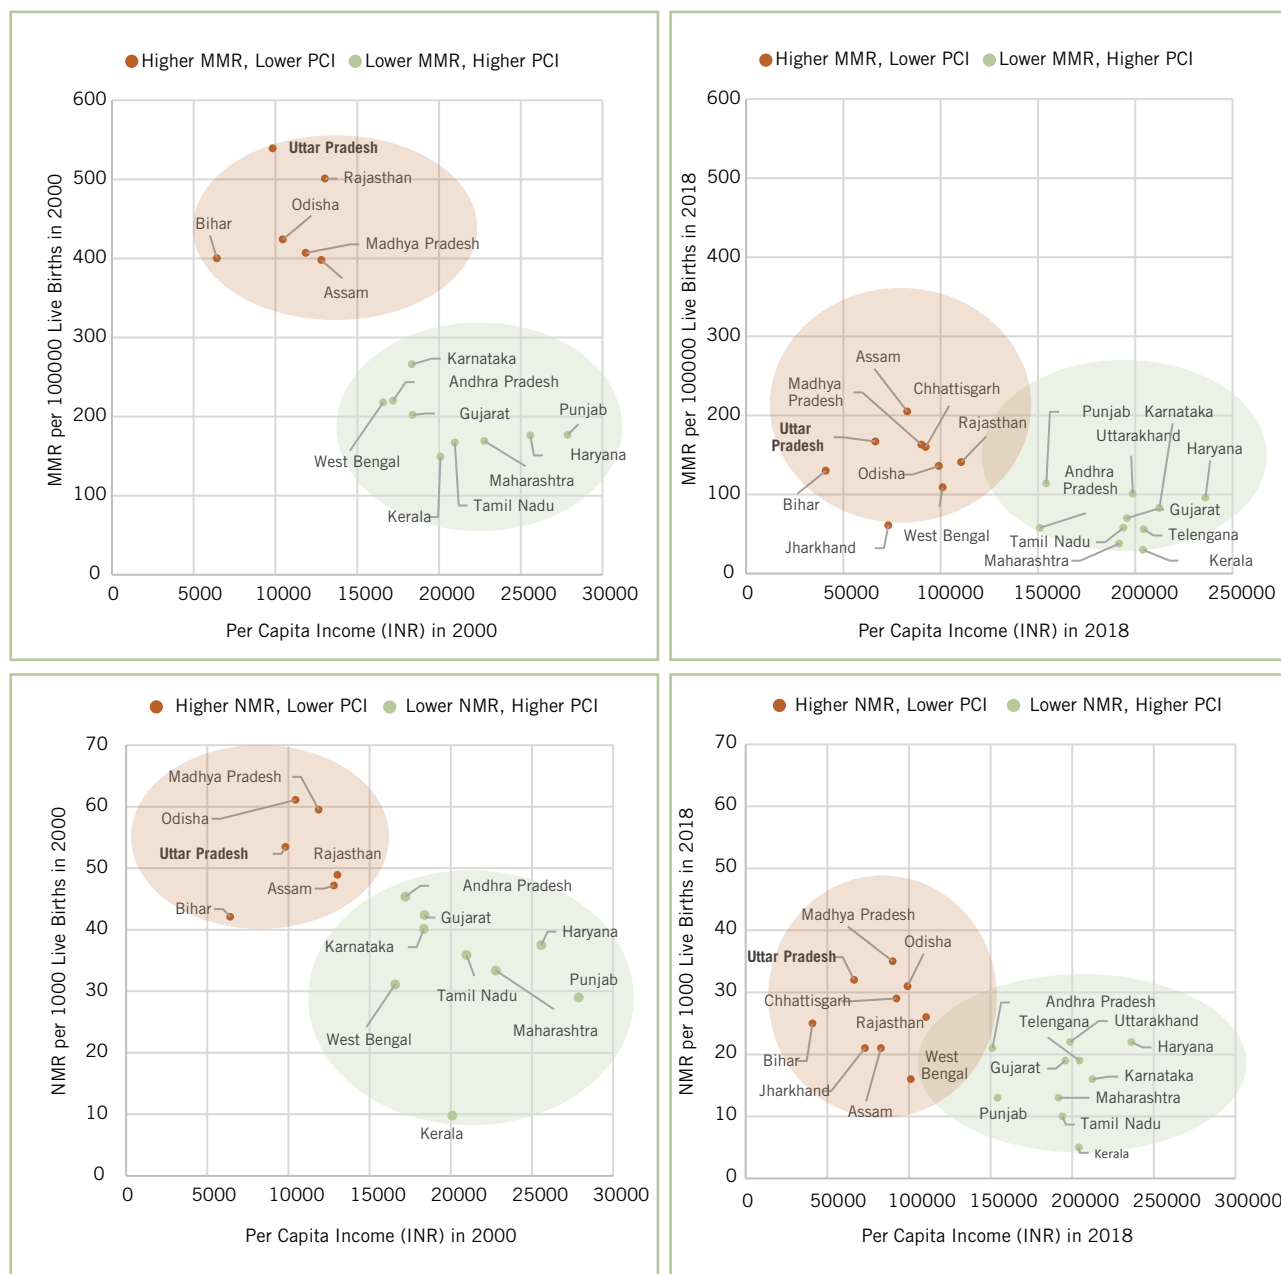 Higher MMR, Lower PCI Lower MMR, Higher PCI
MMR per 100000 Live Births in 2000
600
500
400
300
200
100
0
Uttar Pradesh
Rajasthan
Odisha
Bihar
Madhya Pradesh
Assam
Karnataka
Andhra Pradesh
Gujarat
Punjab
West Bengal
Haryana
Maharashtra
Tamil Nadu
Kerala
0 5000 10000 15000 20000 25000 30000
Per Capita Income (INR) in 2000
Higher MMR, Lower PCI Lower MMR, Higher PCI
MMR per 100000 Live Births in 2018
600
500
400
300
200
100
0
Assam
Madhya
Pradesh
Chhattisgarh
Uttar
Pradesh
Rajasthan
Odisha
Bihar
West Bengal
Jharkhand
Punjab Karnataka
Uttarakhand
Haryana
Andhra
Pradesh
Gujarat
Tamil Nadu
Telengana
Maharashtra
Kerala
0 50000 100000 150000 200000 250000
Per Capita Income (INR) in 2018
Higher NMR, Lower PCI Lower NMR, Higher PCI
NMR per 1000 Live Births in 2000
70
60
50
40
30
20
10
0
Madhya Pradesh
Odisha
Uttar Pradesh
Rajasthan
Assam
Bihar
Andhra Pradesh
Gujarat
Karnataka
Haryana
Punjab
Tamil Nadu
Maharashtra
West Bengal
Kerala
0 5000 10000 15000 20000 25000 30000
Per Capita Income (INR) in 2000
Higher NMR, Lower PCI Lower NMR, Higher PCI
NMR per 1000 Live Births in 2018
70
60
50
40
30
20
10
0
Madhya Pradesh
Odisha
Uttar Pradesh
Chhattisgarh
Rajasthan
Bihar
West
Bengal
Jharkhand
Assam
Andhra Pradesh
Telengana
Uttarakhand
Haryana
Gujarat
Karnataka
Maharashtra
Punjab
Tamil Nadu
Kerala
0 50000 100000 150000 200000 250000 300000
Per Capita Income (INR) in 2018